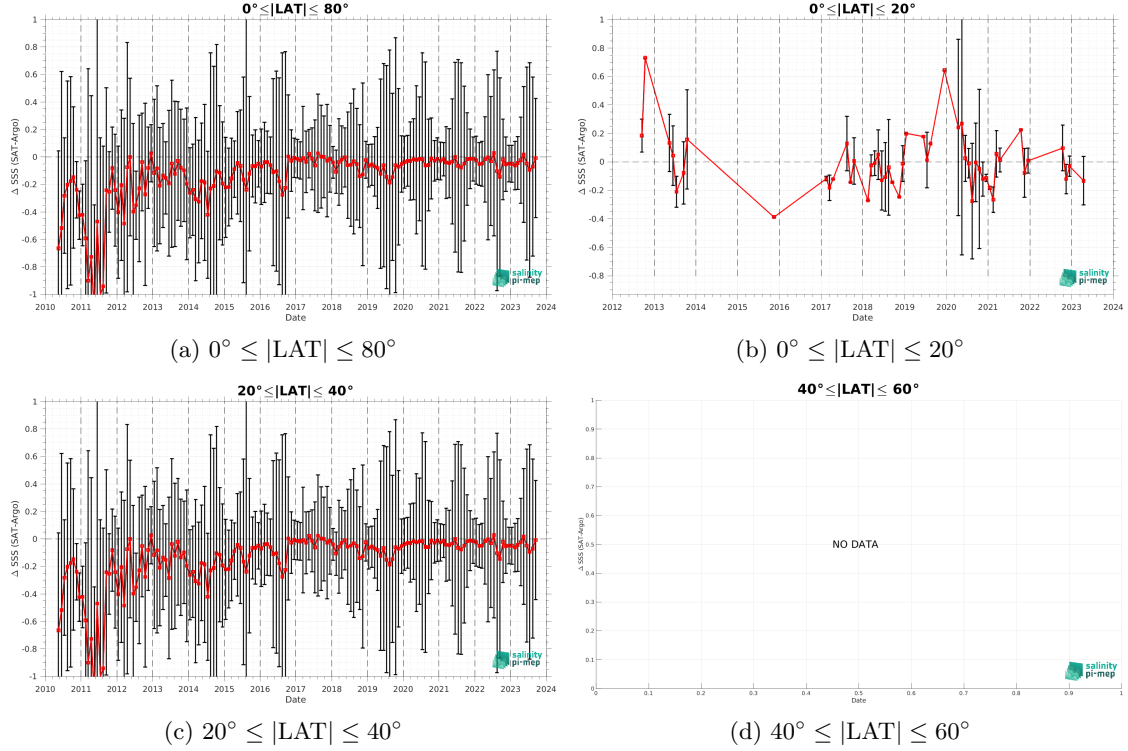 0°≤|LAT|≤ 80°
1
0.8
0.6
0.4
0.2
0
-0.2
-0.4
-0.6
-0.8
-1
Δ SSS (SAT-Argo)
2010 2011 2012 2013 2014 2015 2016 2017 2018 2019 2020 2021 2022 2023 2024
Date
salinity
pi-mep
(a) 0° ≤ |LAT| ≤ 80°
0°≤|LAT|≤ 20°
1
0.8
0.6
0.4
0.2
0
-0.2
-0.4
-0.6
-0.8
Δ SSS (SAT-Argo)
2012 2013 2014 2015 2016 2017 2018 2019 2020 2021 2022 2023 2024
Date
salinity
pi-mep
(b) 0° ≤ |LAT| ≤ 20°
20°≤|LAT|≤ 40°
1
0.8
0.6
0.4
0.2
0
-0.2
-0.4
-0.6
-0.8
-1
Δ SSS (SAT-Argo)
2010 2011 2012 2013 2014 2015 2016 2017 2018 2019 2020 2021 2022 2023 2024
Date
salinity
pi-mep
(c) 20° ≤ |LAT| ≤ 40°
40°≤|LAT|≤ 60°
1
0.9
0.8
0.7
0.6
0.5
0.4
0.3
0.2
0.1
0
Δ SSS (SAT-Argo)
NO DATA
0 0.1 0.2 0.3 0.4 0.5 0.6 0.7 0.8 0.9 1
Date
salinity
pi-mep
(d) 40° ≤ |LAT| ≤ 60°